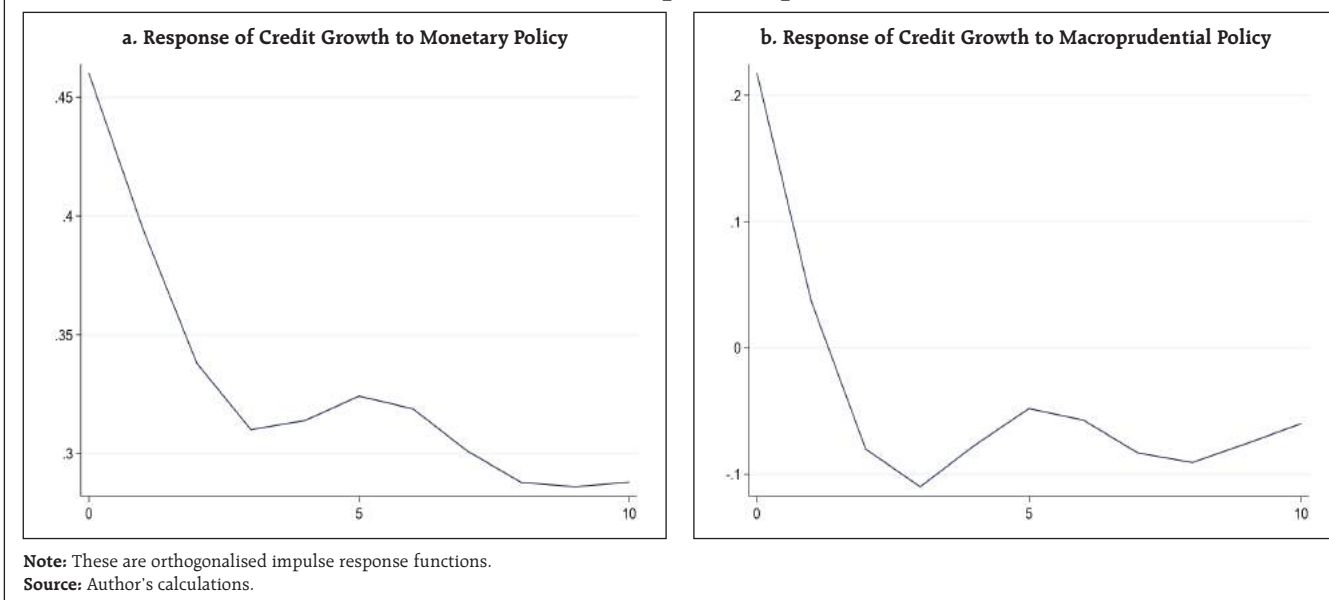 a. Response of Credit Growth to Monetary Policy
.45
.4
.35
.3
0 5 10
b. Response of Credit Growth to Macroprudential Policy
.2
.1
0
-.1
0 5 10
Note: These are orthogonalised impulse response functions.
Source: Author's calculations.